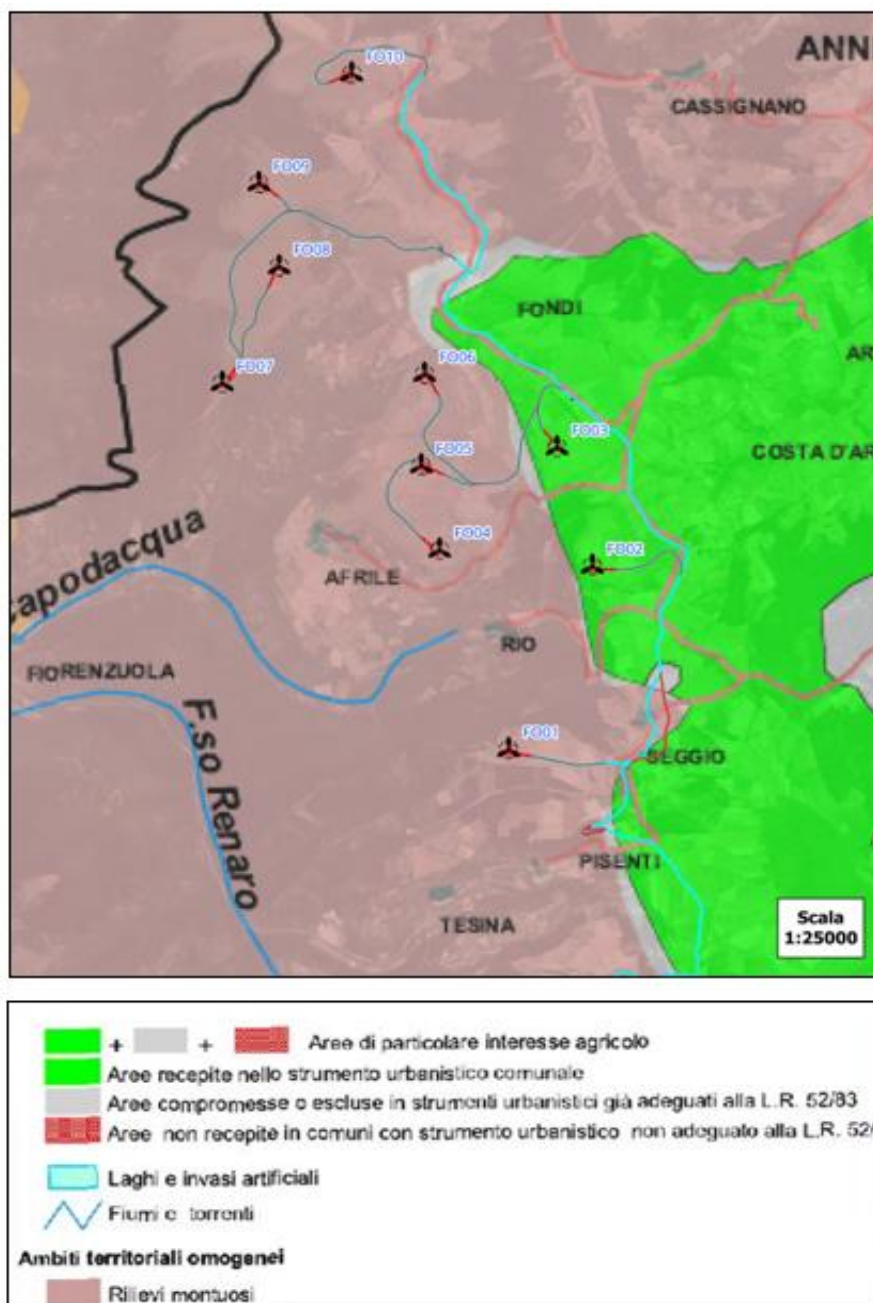 ANN
FO10
CASSIGNANO
FO09
FO08
FONDI
AR
FO07
FO06
FO03
FO05
COSTA D'AR
FO04
FO02
capodacqua
AFRILE
RIO
FIORENZUOLA
F.so Renaro
FO01
SEGGIO
PISENTI
TESINA
Scala
1:25000
+ + Aree di particolare interesse agricolo
Aree recepite nello strumento urbanistico comunale
Aree compromesse o escluse in strumenti urbanistici già adeguati alla L.R. 52/83
Aree non recepite in comuni con strumento urbanistico non adeguato alla L.R. 52/
Laghi e invasi artificiali
Fiumi e torrenti
Ambiti territoriali omogenei
Rilievi montuosi